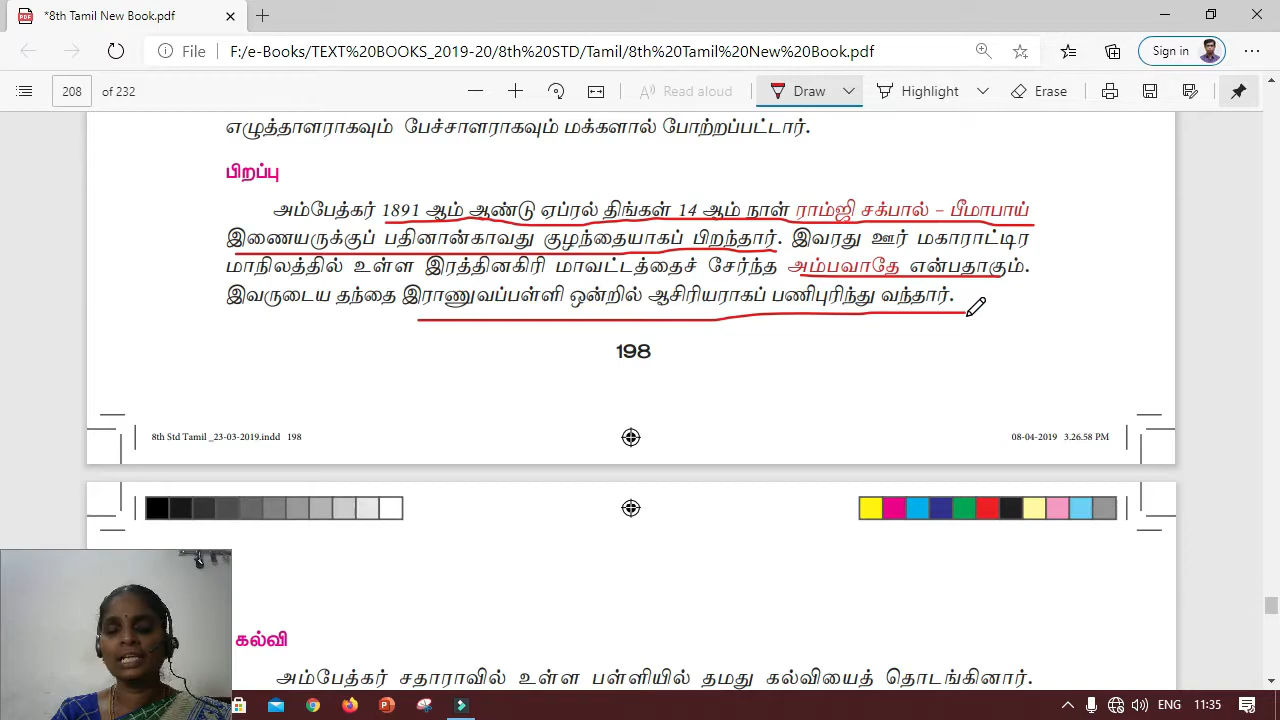 *8th Tamil New Book.pdf
File F:/e-Books/TEXT%20BOOKS_2019-20/8th%20STD/Tamil/8th%20Tamil%20New%20Book.pdf Sign in
208 of 232 Read aloud Draw Highlight Erase
எழுத்தாளராகவும் பேச்சாளராகவும் மக்களால் போற்றப்பட்டார்.
பிறப்பு
அம்பேத்கர் 1891 ஆம் ஆண்டு ஏப்ரல் திங்கள் 14 ஆம் நாள் ராம்ஜி சக்பால் – பீமாபாய்
இணையருக்குப் பதினான்காவது குழந்தையாகப் பிறந்தார். இவரது ஊர் மகாராட்டிர
மாநிலத்தில் உள்ள இரத்தினகிரி மாவட்டத்தைச் சேர்ந்த அம்பவாதே என்பதாகும்.
இவருடைய தந்தை இராணுவப்பள்ளி ஒன்றில் ஆசிரியராகப் பணிபுரிந்து வந்தார்.
198
8th Std Tamil _23-03-2019.indd 198 08-04-2019 3.26.58 PM
கல்வி
அம்பேத்கர் சதாராவில் உள்ள பள்ளியில் தமது கல்வியைத் தொடங்கினார்.
ENG 11:35